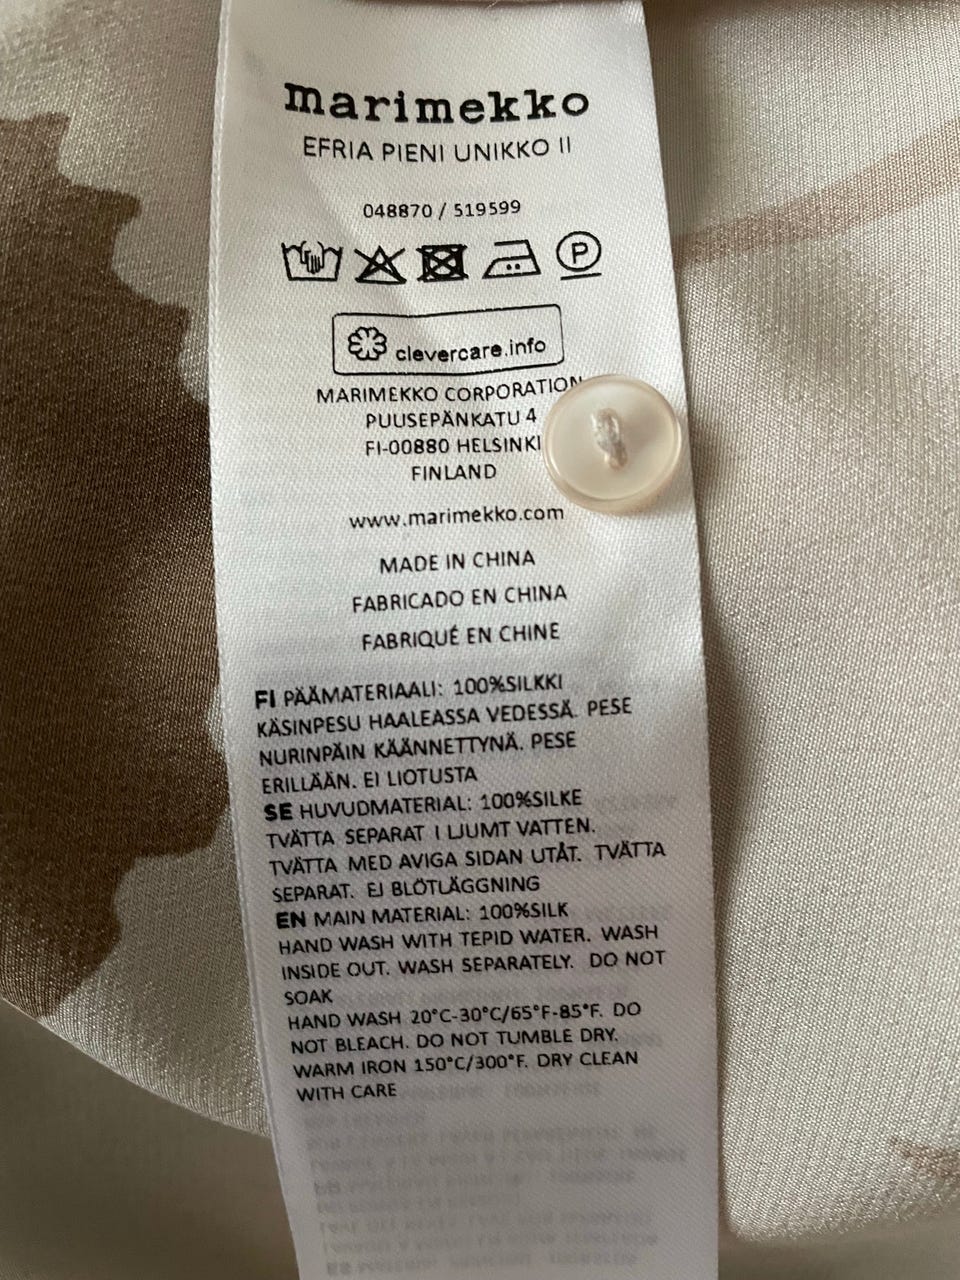 marimekko
EFRIA PIENI UNIKKO II
048870 / 519599
P
clevercare.info
MARIMEKKO CORPORATION
PUUSEPÄNKATU 4
FI-00880 HELSINKI
FINLAND
www.marimekko.com
MADE IN CHINA
FABRICADO EN CHINA
FABRIQUÉ EN CHINE
FI PÄÄMATERIAALI: 100%SILKKI
KÄSINPESU HAALEASSA VEDESSÄ. PESE
NURINPÄIN KÄÄNNETTYNÄ. PESE
ERILLÄÄN. EI LIOTUSTA
SE HUVUDMATERIAL: 100%SILKE
TVÄTTA SEPARAT I LJUMT VATTEN.
TVÄTTA MED AVIGA SIDAN UTÅT. TVÄTTA
SEPARAT. EJ BLÖTLÄGGNING
EN MAIN MATERIAL: 100%SILK
HAND WASH WITH TEPID WATER. WASH
INSIDE OUT. WASH SEPARATELY. DO NOT
SOAK
HAND WASH 20°C-30°C/65°F-85°F. DO
NOT BLEACH. DO NOT TUMBLE DRY.
WARM IRON 150°C/300°F. DRY CLEAN
WITH CARE